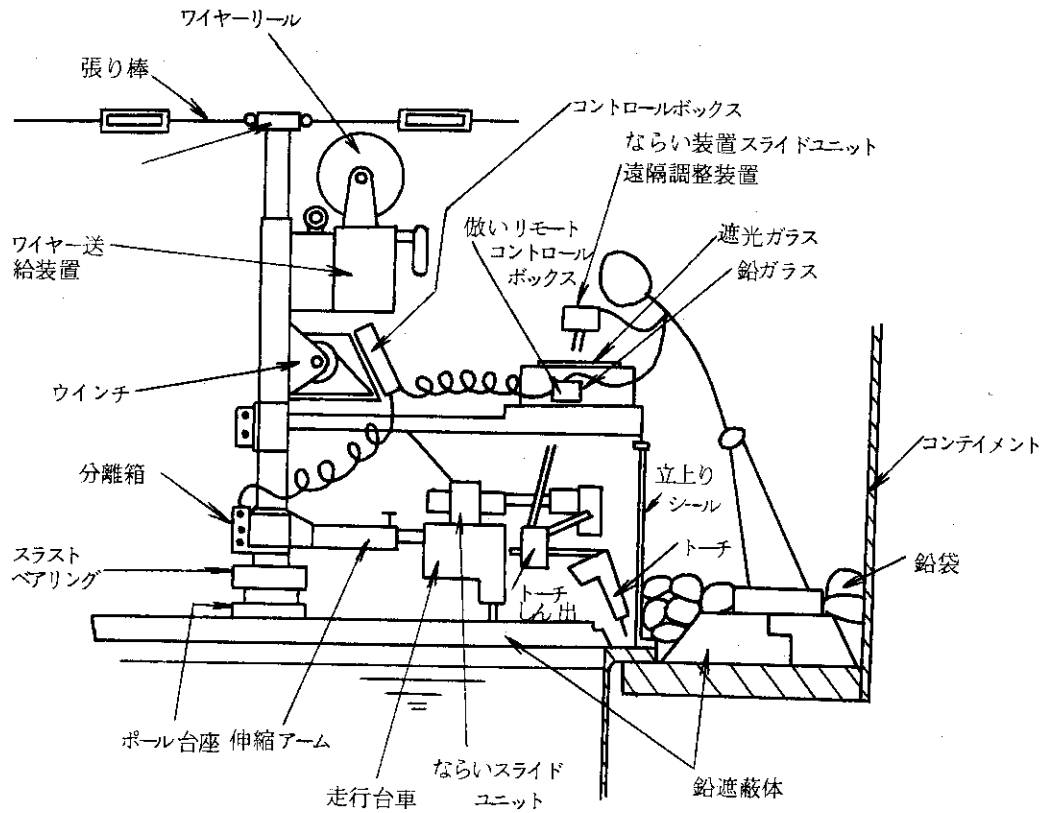 ワイヤーリール
張り棒
コントロールボックス
ならい装置スライドユニット
遠隔調整装置
倣いリモート
コントロール
ボックス
遮光ガラス
鉛ガラス
ワイヤー送
給装置
ウインチ
コンテイメント
分離箱
立上り
シール
スラスト
ベアリング
トーチ
鉛袋
トーチ
しん出
ポール台座
伸縮アーム
ならいスライド
ユニット
走行台車
鉛遮蔽体